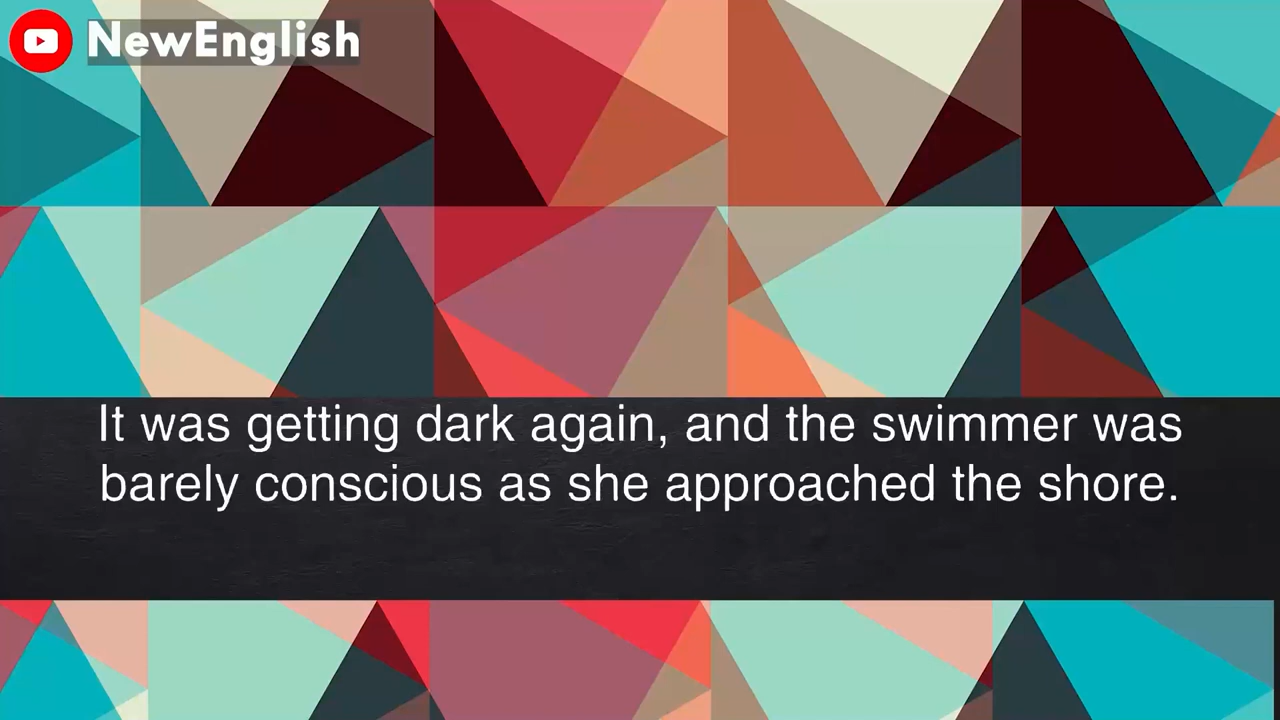 NewEnglish
It was getting dark again, and the swimmer was
barely conscious as she approached the shore.